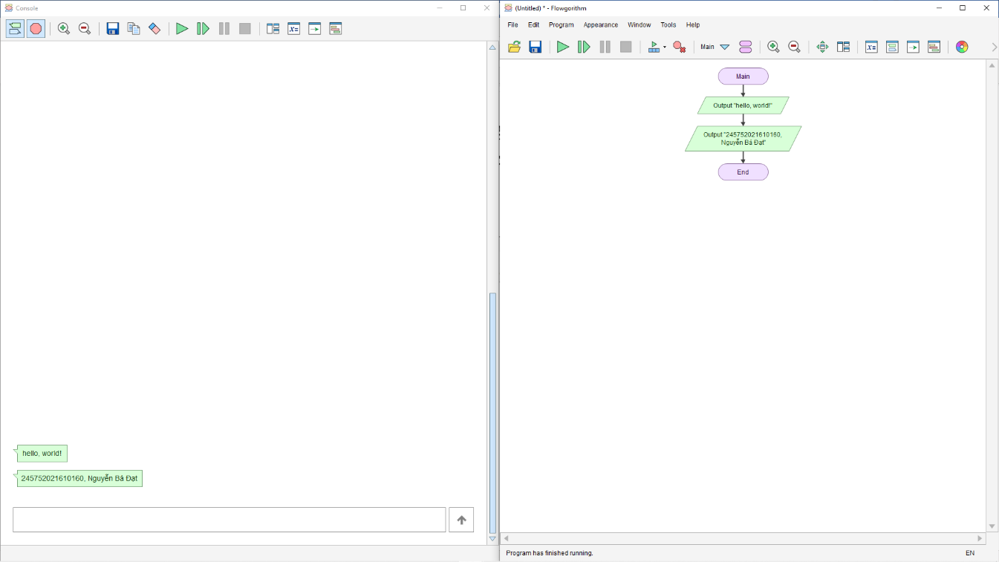 Console
x=
hello, world!
245752021610160, Nguyễn Bá Đạt
(Untitled) * - Flowgorithm
File Edit Program Appearance Window Tools Help
Main
x=
Main
Output "hello, world!"
Output "245752021610160,
Nguyễn Bá Đạt"
End
Program has finished running.
EN